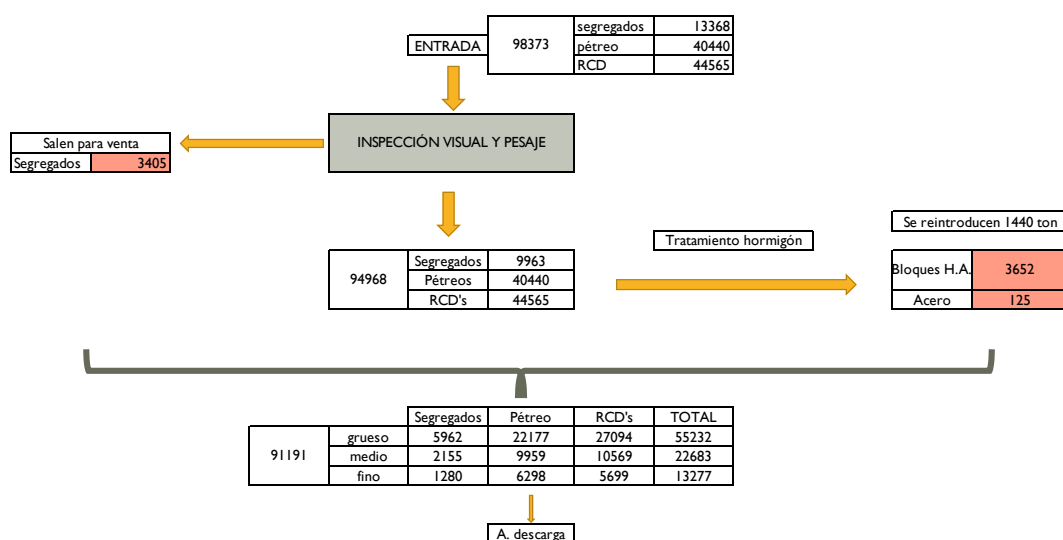 ENTRADA 98373 segregados 13368
pétreo 40440
RCD 44565
INSPECCIÓN VISUAL Y PESAJE
Salen para venta
Segregados 3405
94968 Segregados 9963
Pétreos 40440
RCD's 44565
Tratamiento hormigón
Se reintroducen 1440 ton
Bloques H.A. 3652
Acero 125
Segregados Pétreo RCD's TOTAL
91191 grueso 5962 22177 27094 55232
medio 2155 9959 10569 22683
fino 1280 6298 5699 13277
A. descarga